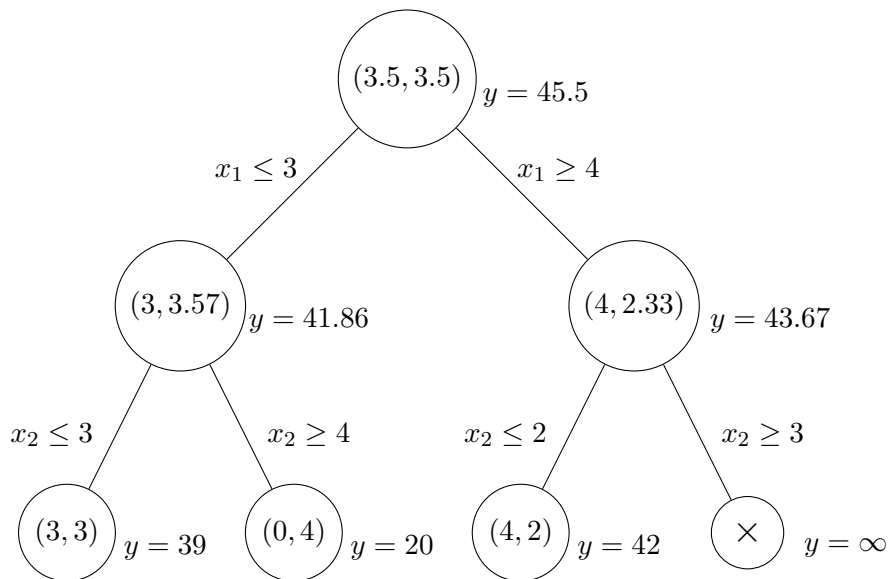 (3.5, 3.5)
y = 45.5
x₁ ≤ 3
x₁ ≥ 4
(3, 3.57)
y = 41.86
(4, 2.33)
y = 43.67
x₂ ≤ 3
x₂ ≥ 4
x₂ ≤ 2
x₂ ≥ 3
(3, 3)
y = 39
(0, 4)
y = 20
(4, 2)
y = 42
×
y = ∞